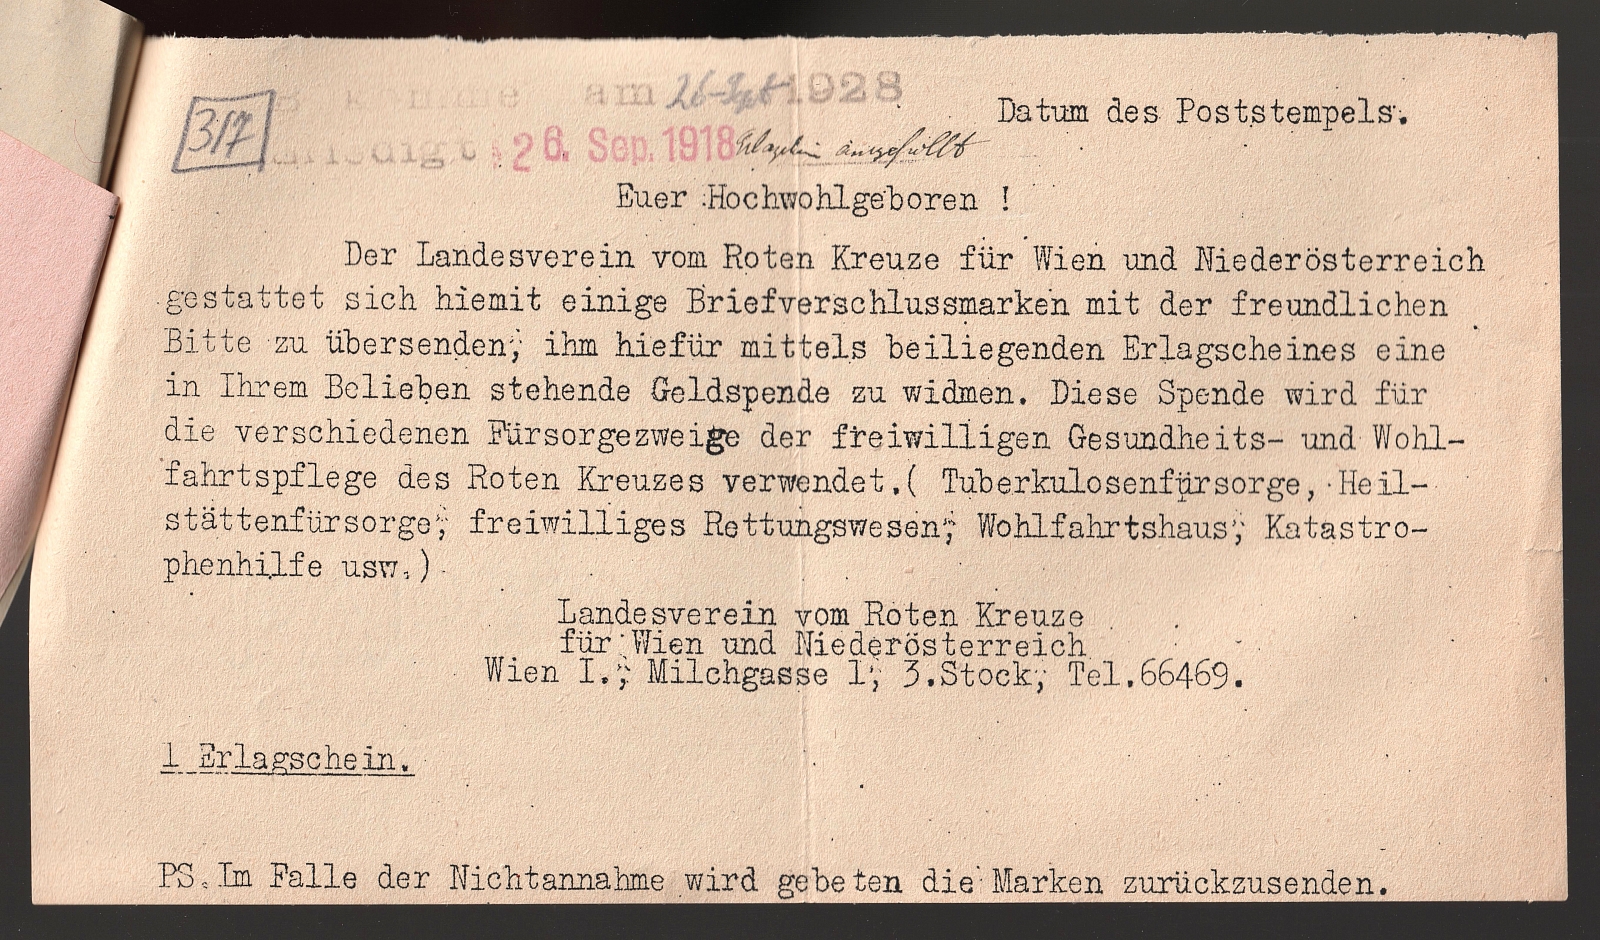 am 26. Sept 1928
Datum des Poststempels.
317
26. Sep. 1918 ausgefüllt
Euer Hochwohlgeboren !
Der Landesverein vom Roten Kreuze für Wien und Niederösterreich
gestattet sich hiemit einige Briefverschlussmarken mit der freundlichen
Bitte zu übersenden, ihm hiefür mittels beiliegenden Erlagscheines eine
in Ihrem Belieben stehende Geldspende zu widmen. Diese Spende wird für
die verschiedenen Fürsorgezweige der freiwilligen Gesundheits- und Wohl-
fahrtspflege des Roten Kreuzes verwendet.( Tuberkulosenfürsorge, Heil-
stättenfürsorge, freiwilliges Rettungswesen, Wohlfahrtshaus, Katastro-
phenhilfe usw.)
Landesverein vom Roten Kreuze
für Wien und Niederösterreich
Wien I., Milchgasse 1, 3.Stock, Tel.66469.
1 Erlagschein.
PS.Im Falle der Nichtannahme wird gebeten die Marken zurückzusenden.